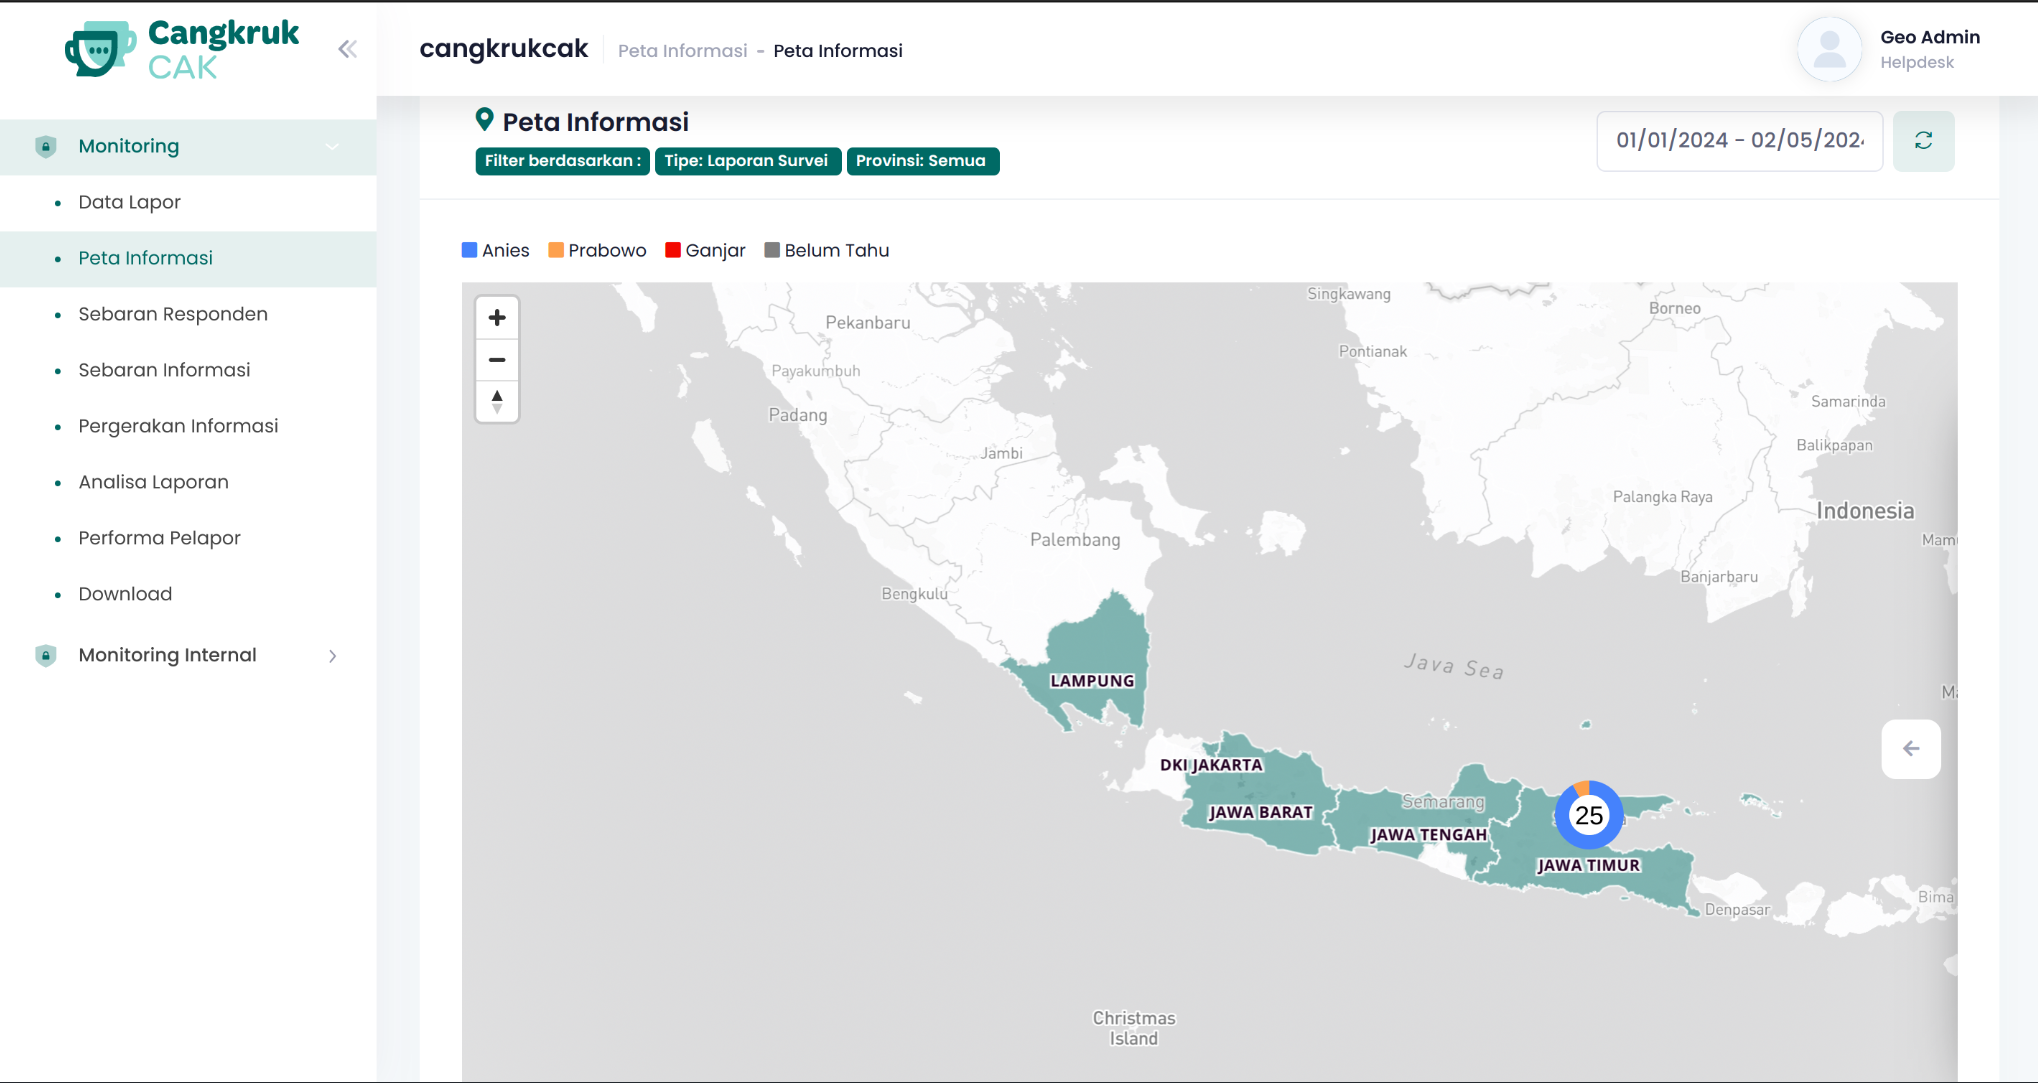 Cangkruk
CAK
cangkrukcak
Peta Informasi - Peta Informasi
Geo Admin
Helpdesk
Monitoring
Data Lapor
Peta Informasi
Sebaran Responden
Sebaran Informasi
Pergerakan Informasi
Analisa Laporan
Performa Pelapor
Download
Monitoring Internal
Peta Informasi
Filter berdasarkan :
Tipe: Laporan Survei
Provinsi: Semua
01/01/2024 - 02/05/202
Anies
Prabowo
Ganjar
Belum Tahu
Singkawang
Borneo
Pekanbaru
Pontianak
Payakumbuh
Samarinda
Padang
Balikpapan
Jambi
Palangka Raya
Indonesia
Palembang
Mam
Banjarbaru
Bengkulu
Java Sea
LAMPUNG
Ma
DKI JAKARTA
Semarang
JAWA BARAT
25
JAWA TENGAH
JAWA TIMUR
Bima
Denpasar
Christmas
Island